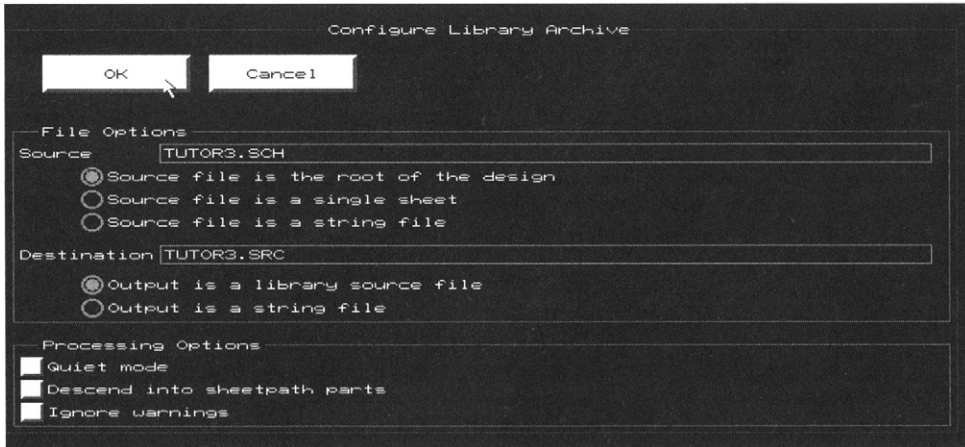 Configure Library Archive
OK
Cancel
File Options
Source TUTOR3.SCH
Source file is the root of the design
Source file is a single sheet
Source file is a string file
Destination TUTOR3.SRC
Output is a library source file
Output is a string file
Processing Options
Quiet mode
Descend into sheetpath parts
Ignore warnings